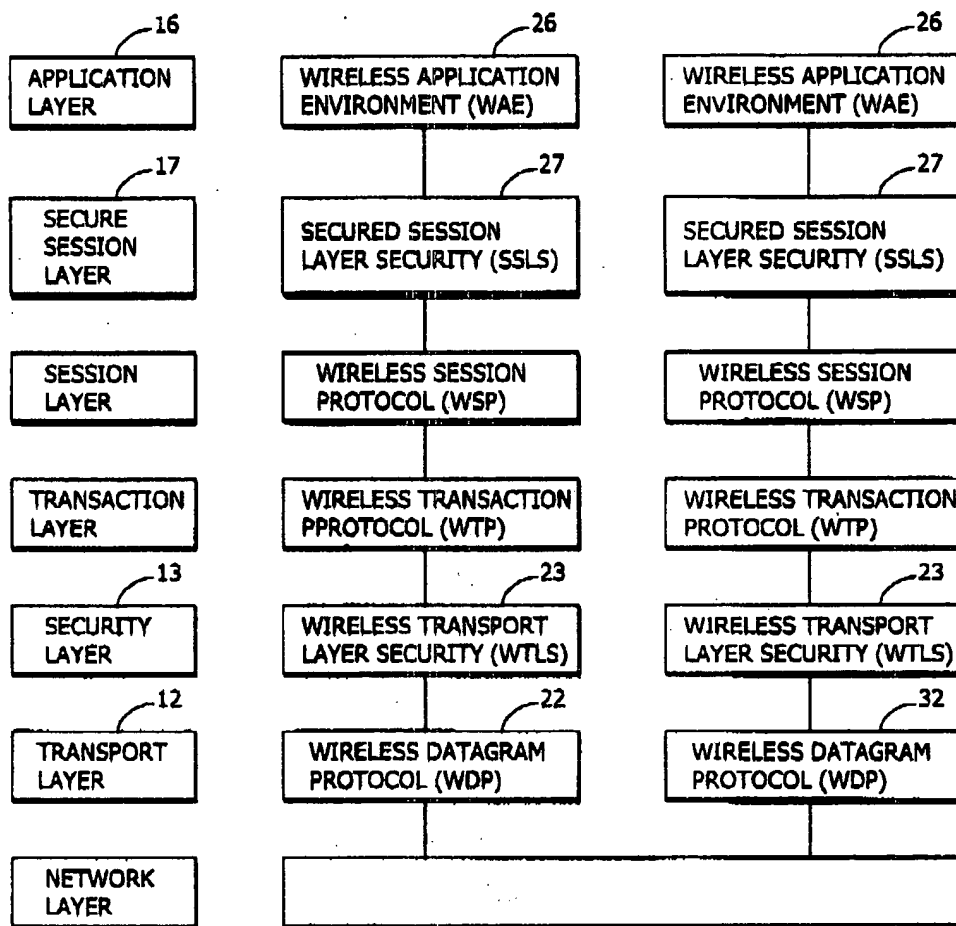 16
26
26
APPLICATION
LAYER
WIRELESS APPLICATION
ENVIRONMENT (WAE)
WIRELESS APPLICATION
ENVIRONMENT (WAE)
17
27
27
SECURE
SESSION
LAYER
SECURED SESSION
LAYER SECURITY (SSLS)
SECURED SESSION
LAYER SECURITY (SSLS)
SESSION
LAYER
WIRELESS SESSION
PROTOCOL (WSP)
WIRELESS SESSION
PROTOCOL (WSP)
TRANSACTION
LAYER
WIRELESS TRANSACTION
PPROTOCOL (WTP)
WIRELESS TRANSACTION
PROTOCOL (WTP)
13
23
23
SECURITY
LAYER
WIRELESS TRANSPORT
LAYER SECURITY (WTLS)
WIRELESS TRANSPORT
LAYER SECURITY (WTLS)
12
22
32
TRANSPORT
LAYER
WIRELESS DATAGRAM
PROTOCOL (WDP)
WIRELESS DATAGRAM
PROTOCOL (WDP)
NETWORK
LAYER